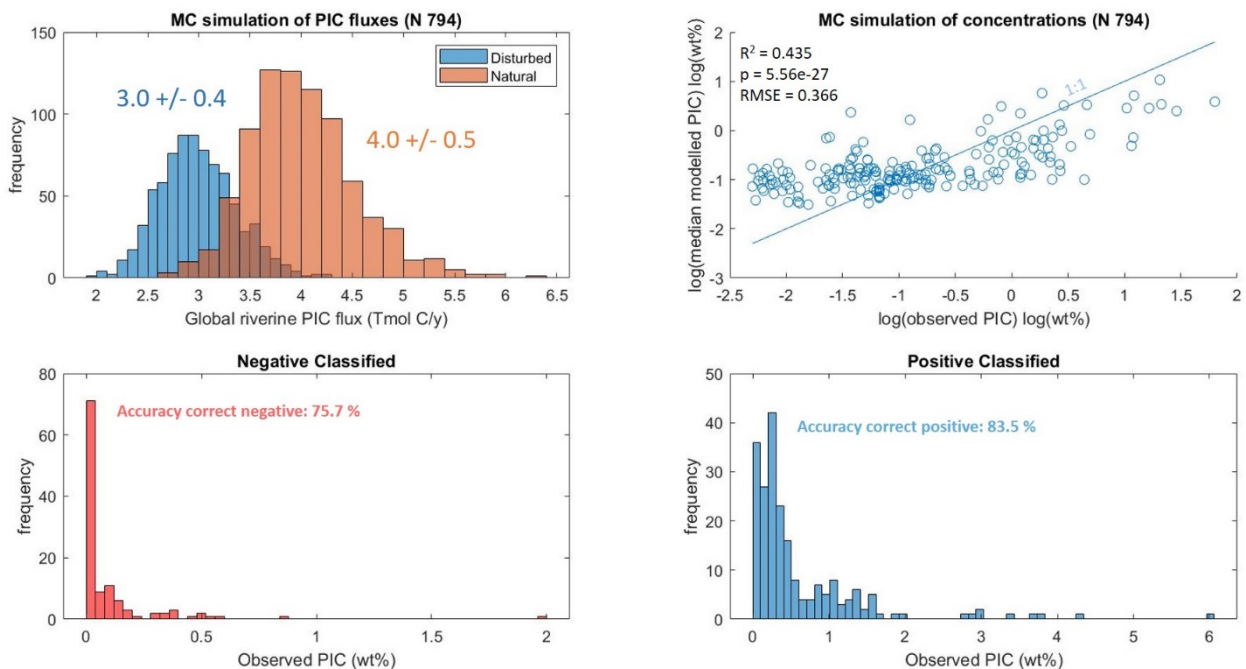 MC simulation of PIC fluxes (N 794)
150
100
50
0
frequency
Disturbed
Natural
3.0 +/- 0.4
4.0 +/- 0.5
2 2.5 3 3.5 4 4.5 5 5.5 6 6.5
Global riverine PIC flux (Tmol C/y)
MC simulation of concentrations (N 794)
2
1
0
-1
-2
-3
log(median modelled PIC) log(wt%)
R² = 0.435
p = 5.56e-27
RMSE = 0.366
1:1
-2.5 -2 -1.5 -1 -0.5 0 0.5 1 1.5 2
log(observed PIC) log(wt%)
Negative Classified
80
60
40
20
0
frequency
Accuracy correct negative: 75.7 %
0 0.5 1 1.5 2
Observed PIC (wt%)
Positive Classified
50
40
30
20
10
0
frequency
Accuracy correct positive: 83.5 %
0 1 2 3 4 5 6
Observed PIC (wt%)